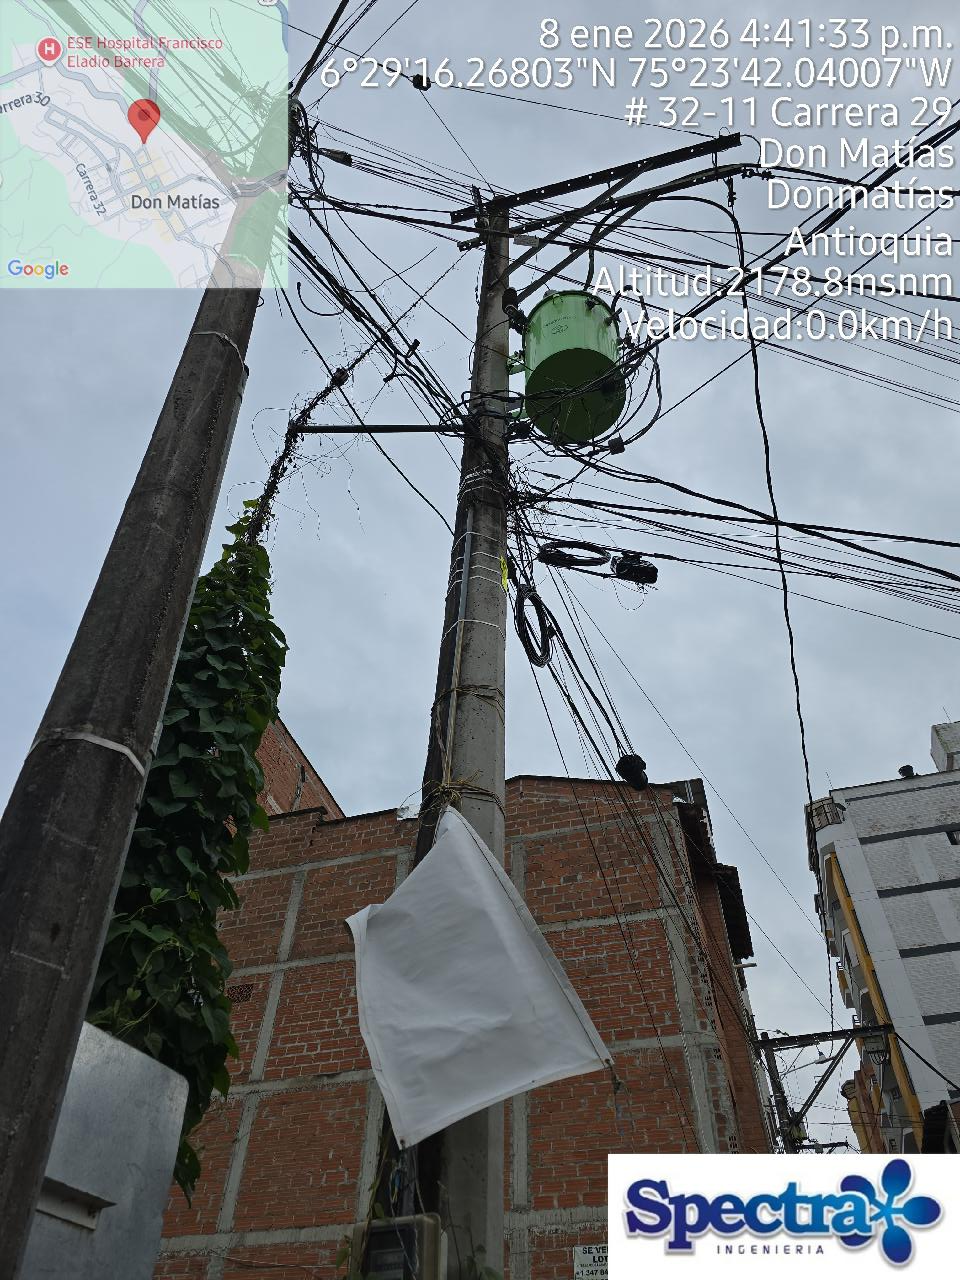 8 ene 2026 4:41:33 p.m.
6°29'16.26803"N 75°23'42.04007"W
# 32-11 Carrera 29
Don Matías
Donmatías
Antioquia
Altitud:2178.8msnm
Velocidad:0.0km/h
H
ESE Hospital Francisco
Eladio Barrera
Carrera 32
Don Matías
Google
SE VE
LOT
Spectra
INGENIERIA